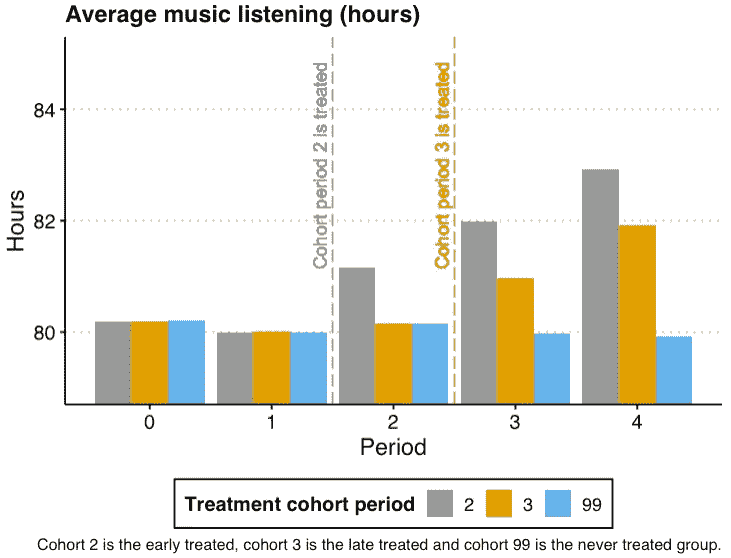 Average music listening (hours)
Cohort period 2 is treated
Cohort period 3 is treated
84
82
80
Hours
0 1 2 3 4
Period
Treatment cohort period 2 3 99
Cohort 2 is the early treated, cohort 3 is the late treated and cohort 99 is the never treated group.